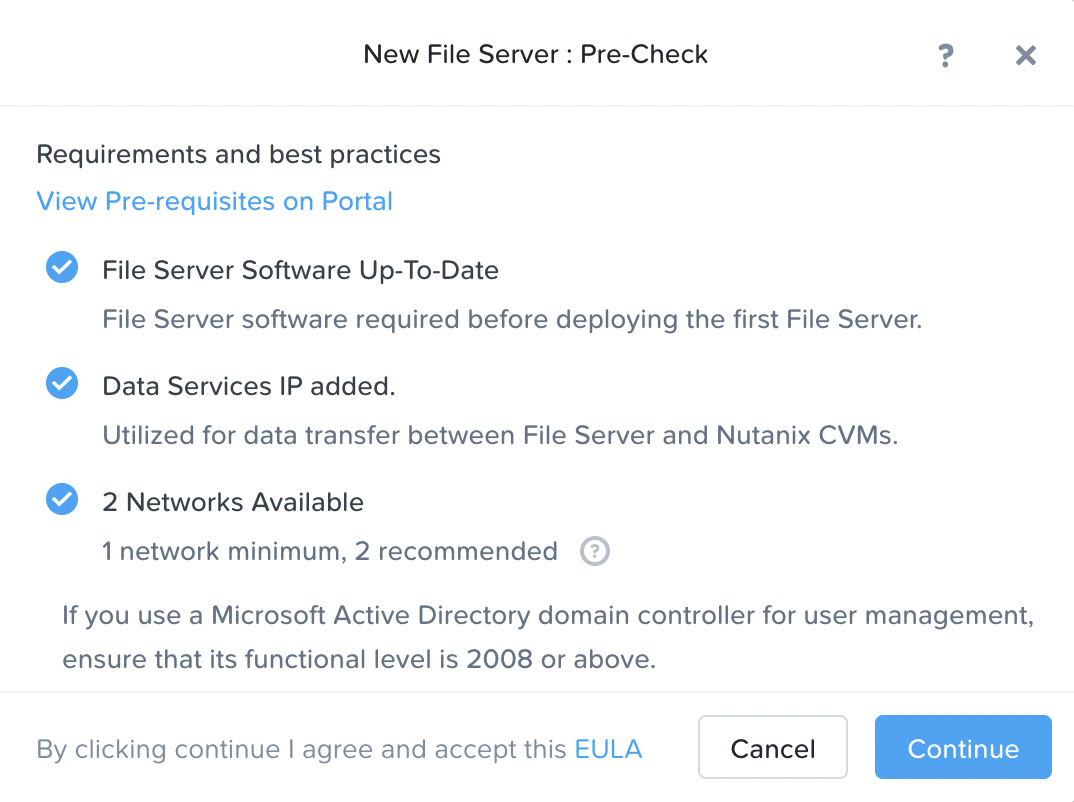 New File Server : Pre-Check
?
Requirements and best practices
View Pre-requisites on Portal
File Server Software Up-To-Date
File Server software required before deploying the first File Server.
Data Services IP added.
Utilized for data transfer between File Server and Nutanix CVMs.
2 Networks Available
1 network minimum, 2 recommended ?
If you use a Microsoft Active Directory domain controller for user management,
ensure that its functional level is 2008 or above.
By clicking continue I agree and accept this EULA
Cancel
Continue